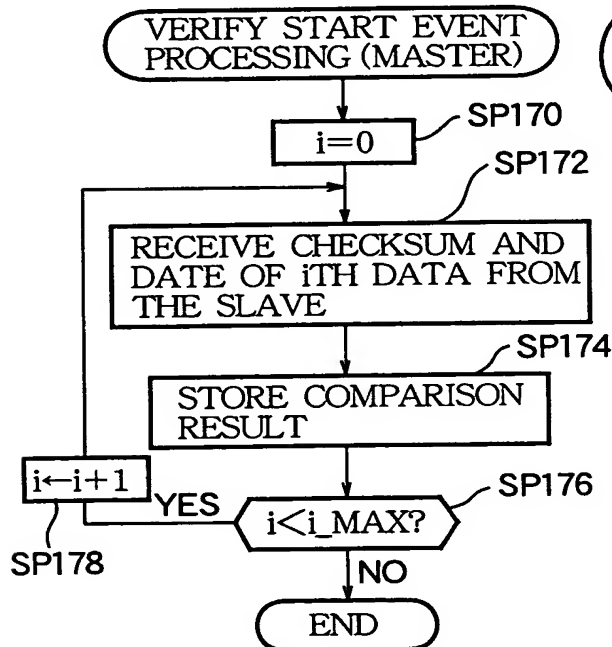 VERIFY START EVENT
PROCESSING (MASTER)
SP170
i=0
SP172
RECEIVE CHECKSUM AND
DATE OF iTH DATA FROM
THE SLAVE
SP174
STORE COMPARISON
RESULT
i←i+1
SP178
YES
i<i_MAX?
SP176
NO
END